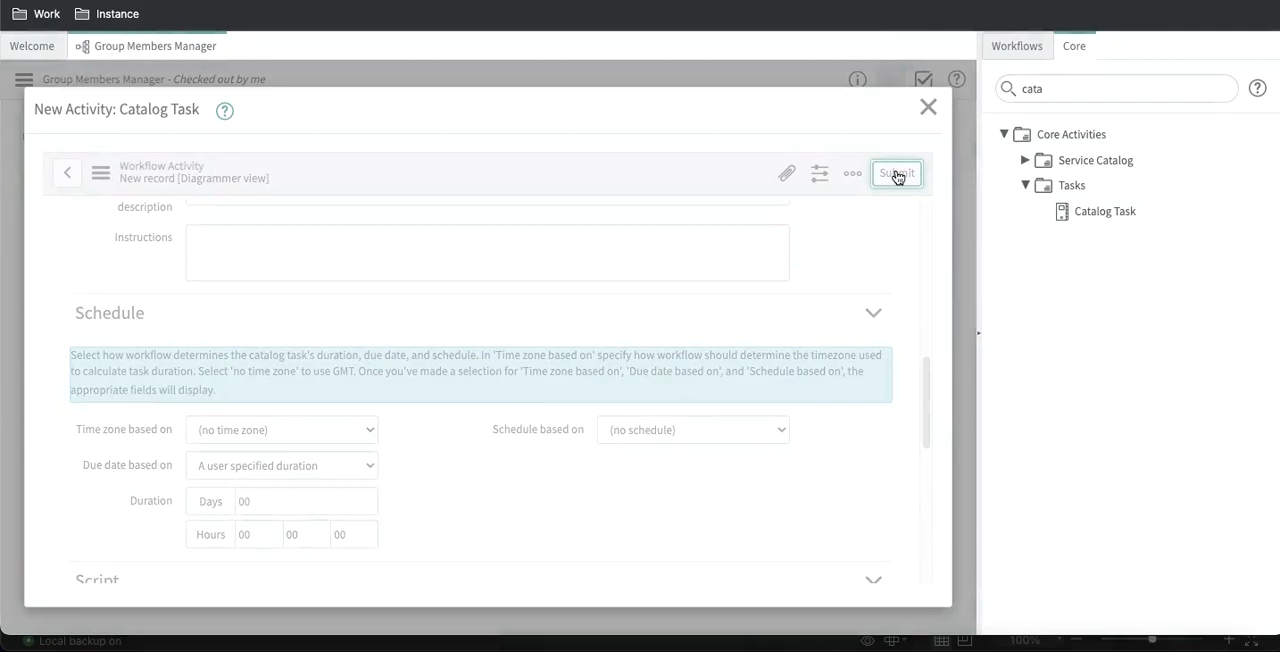 Work Instance
Welcome Group Members Manager
Workflows Core
Group Members Manager - Checked out by me
cata
New Activity: Catalog Task
Core Activities
Service Catalog
Tasks
Catalog Task
Workflow Activity
New record [Diagrammer view]
Submit
description
Instructions
Schedule
Select how workflow determines the catalog task's duration, due date, and schedule. In 'Time zone based on' specify how workflow should determine the timezone used
to calculate task duration. Select 'no time zone' to use GMT. Once you've made a selection for 'Time zone based on', 'Due date based on', and 'Schedule based on', the
appropriate fields will display.
Time zone based on (no time zone) Schedule based on (no schedule)
Due date based on A user specified duration
Duration Days 00
Hours 00 00 00
Script
Local backup on 100%